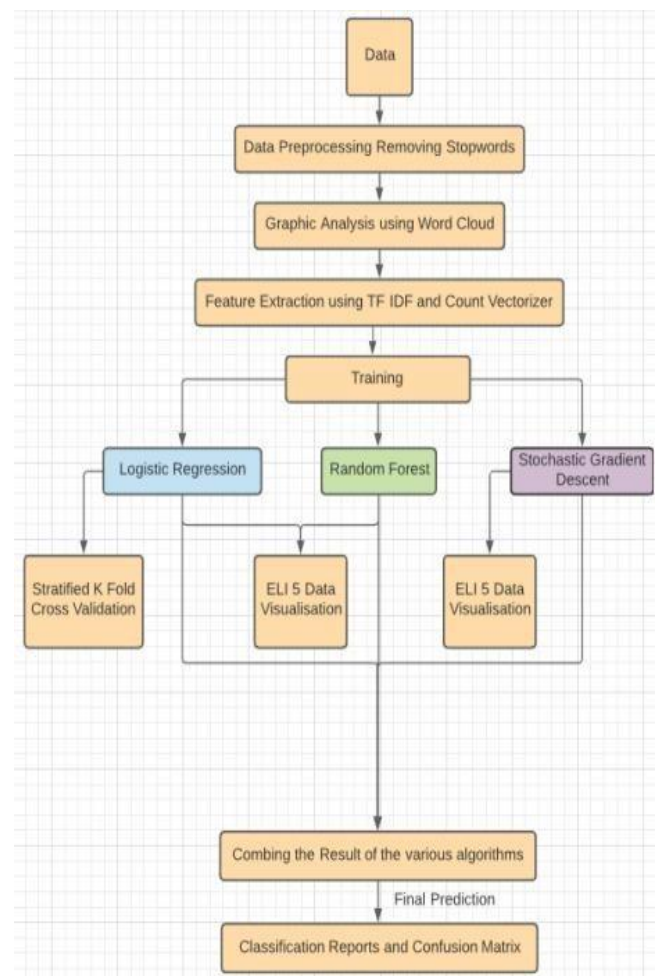 Data
Data Preprocessing Removing Stopwords
Graphic Analysis using Word Cloud
Feature Extraction using TF IDF and Count Vectorizer
Training
Logistic Regression
Random Forest
Stochastic Gradient
Descent
Stratified K Fold
Cross Validation
ELI 5 Data
Visualisation
ELI 5 Data
Visualisation
Combing the Result of the various algorithms
Final Prediction
Classification Reports and Confusion Matrix